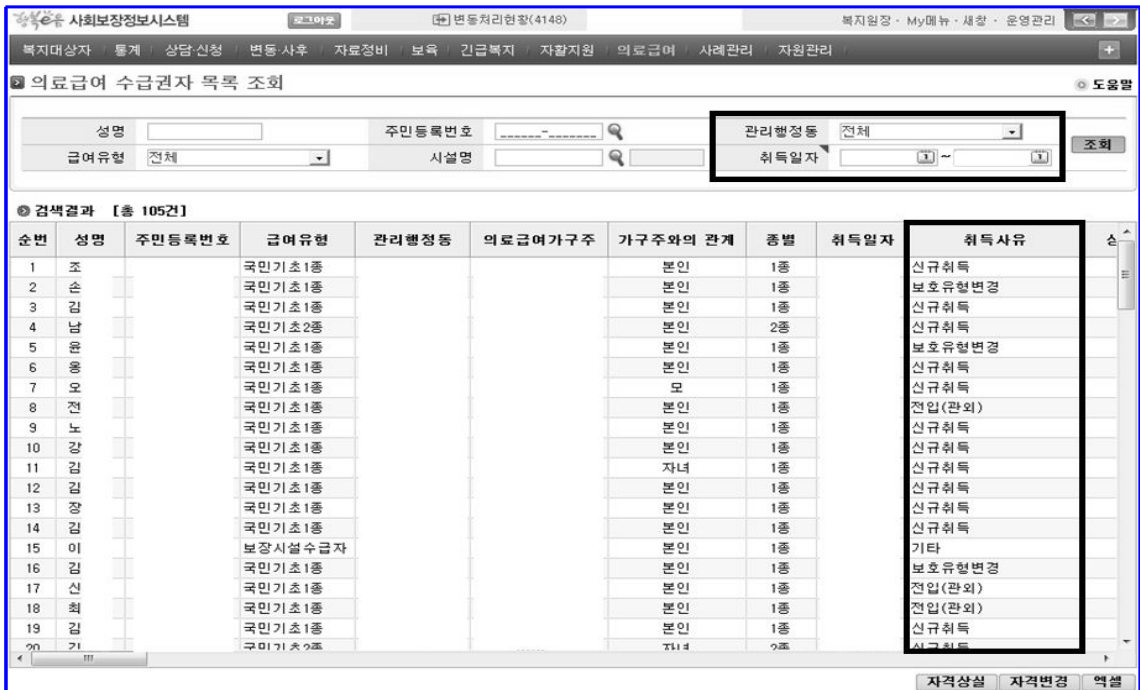 행복e음 사회보장정보시스템 로그아웃 변동처리현황(4148) 복지원장 · My메뉴 · 새창 · 운영관리
복지대상자 통계 상담·신청 변동·사후 자료정비 보육 긴급복지 자활지원 의료급여 사례관리 자원관리
의료급여 수급권자 목록 조회 도움말
성명 주민등록번호 ______-_______ 관리행정동 전체
급여유형 전체 시설명 취득일자 ~ 조회
검색결과 [총 105건]
순번 성명 주민등록번호 급여유형 관리행정동 의료급여가구주 가구주와의 관계 종별 취득일자 취득사유
1 조 국민기초1종 본인 1종 신규취득
2 손 국민기초1종 본인 1종 보호유형변경
3 김 국민기초1종 본인 1종 신규취득
4 남 국민기초2종 본인 2종 신규취득
5 윤 국민기초1종 본인 1종 보호유형변경
6 옹 국민기초1종 본인 1종 신규취득
7 오 국민기초1종 모 1종 신규취득
8 전 국민기초1종 본인 1종 전입(관외)
9 노 국민기초1종 본인 1종 신규취득
10 강 국민기초1종 본인 1종 신규취득
11 김 국민기초1종 자녀 1종 신규취득
12 김 국민기초1종 본인 1종 신규취득
13 장 국민기초1종 본인 1종 신규취득
14 김 국민기초1종 본인 1종 신규취득
15 이 보장시설수급자 본인 1종 기타
16 김 국민기초1종 본인 1종 보호유형변경
17 신 국민기초1종 본인 1종 전입(관외)
18 최 국민기초1종 본인 1종 전입(관외)
19 김 국민기초1종 본인 1종 신규취득
20 김 국민기초2종 자녀 2종 신규취득
자격상실 자격변경 엑셀